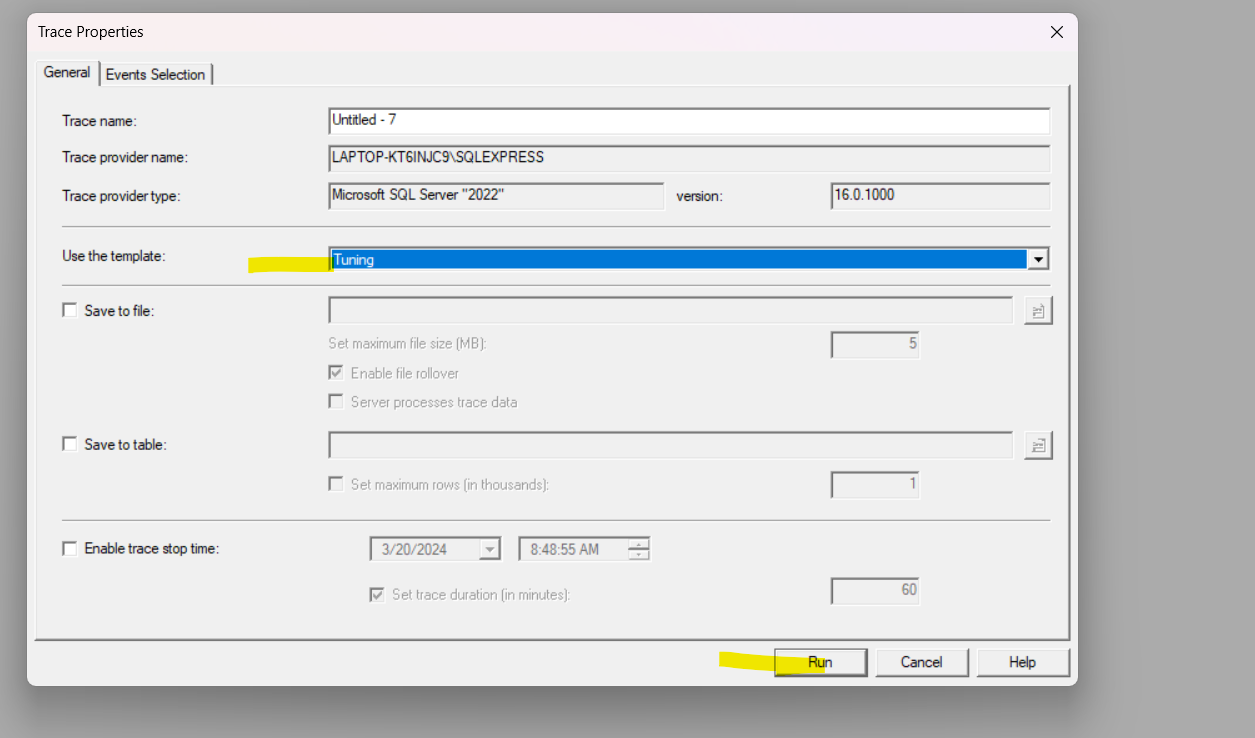 Trace Properties
General Events Selection
Trace name: Untitled - 7
Trace provider name: LAPTOP-KT6INJC9\SQLEXPRESS
Trace provider type: Microsoft SQL Server "2022" version: 16.0.1000
Use the template: Tuning
Save to file:
Set maximum file size (MB): 5
Enable file rollover
Server processes trace data
Save to table:
Set maximum rows (in thousands): 1
Enable trace stop time: 3/20/2024 8:48:55 AM
Set trace duration (in minutes): 60
Run Cancel Help